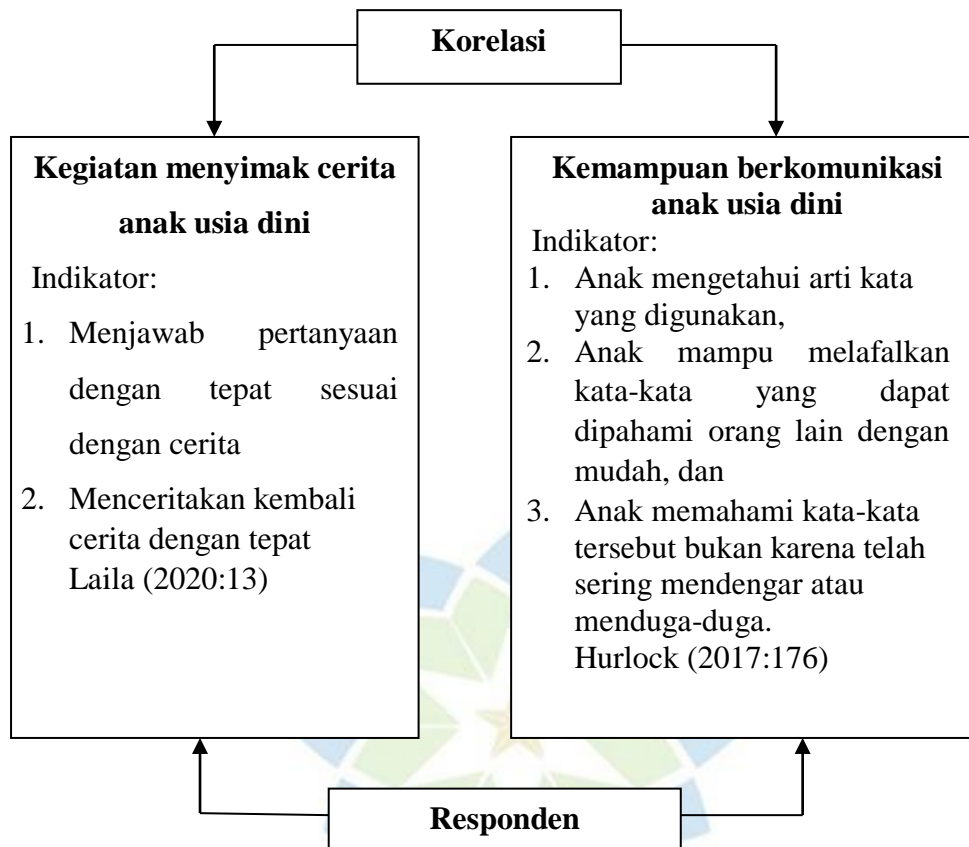 Korelasi
Kegiatan menyimak cerita
anak usia dini
Indikator:
1. Menjawab pertanyaan
dengan tepat sesuai
dengan cerita
2. Menceritakan kembali
cerita dengan tepat
Laila (2020:13)
Kemampuan berkomunikasi
anak usia dini
Indikator:
1. Anak mengetahui arti kata
yang digunakan,
2. Anak mampu melafalkan
kata-kata yang dapat
dipahami orang lain dengan
mudah, dan
3. Anak memahami kata-kata
tersebut bukan karena telah
sering mendengar atau
menduga-duga.
Hurlock (2017:176)
Responden